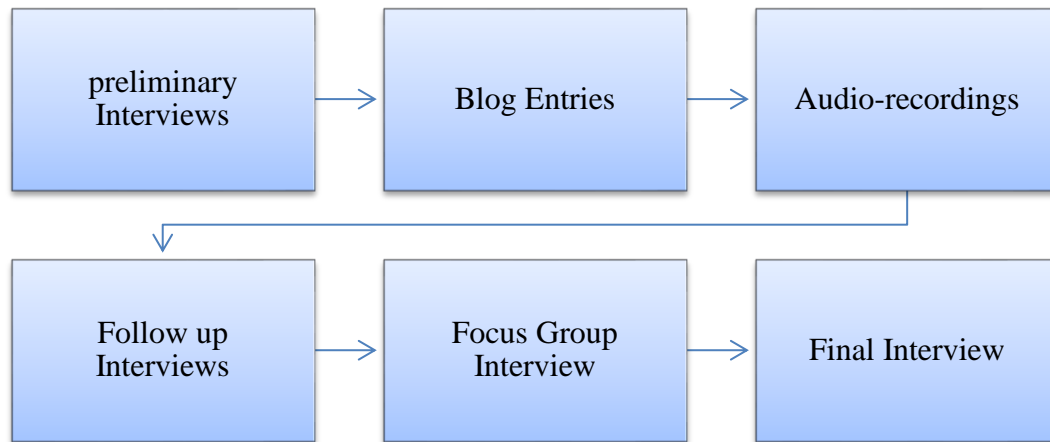 preliminary
Interviews
Blog Entries
Audio-recordings
Follow up
Interviews
Focus Group
Interview
Final Interview